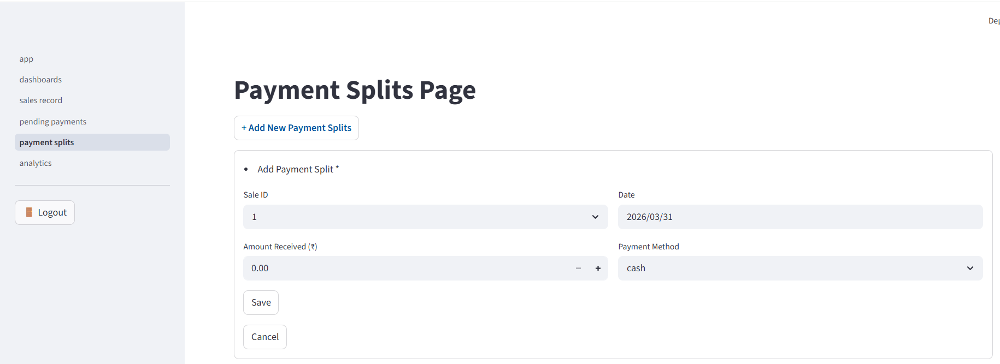 Dep
app
dashboards
sales record
pending payments
payment splits
analytics
Logout
Payment Splits Page
+ Add New Payment Splits
• Add Payment Split *
Sale ID
Date
1
2026/03/31
Amount Received (₹)
Payment Method
0.00
cash
Save
Cancel